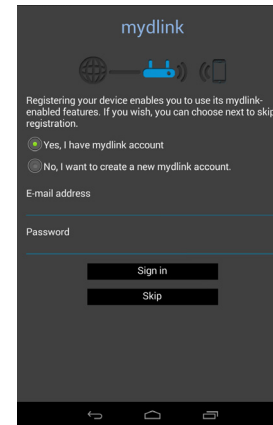 mydlink
Registering your device enables you to use its mydlink-
enabled features. If you wish, you can choose next to skip
registration.
Yes, I have mydlink account
No, I want to create a new mydlink account.
E-mail address
Password
Sign in
Skip